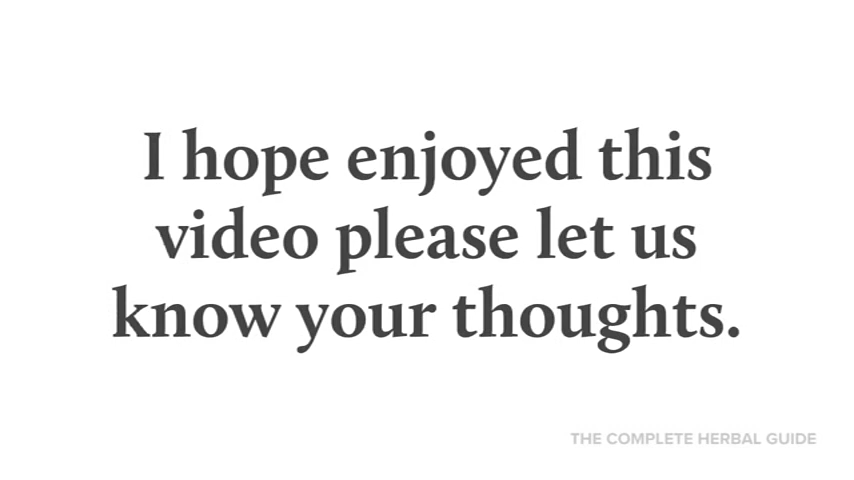 I hope enjoyed this
video please let us
know your thoughts.
THE COMPLETE HERBAL GUIDE